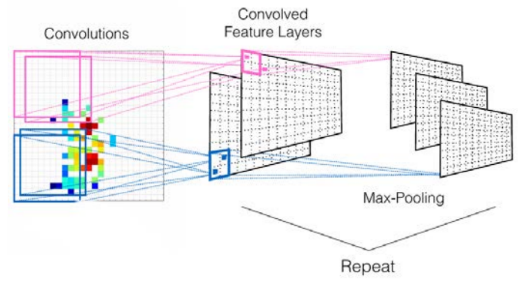 Convolutions
Convolved
Feature Layers
Max-Pooling
Repeat